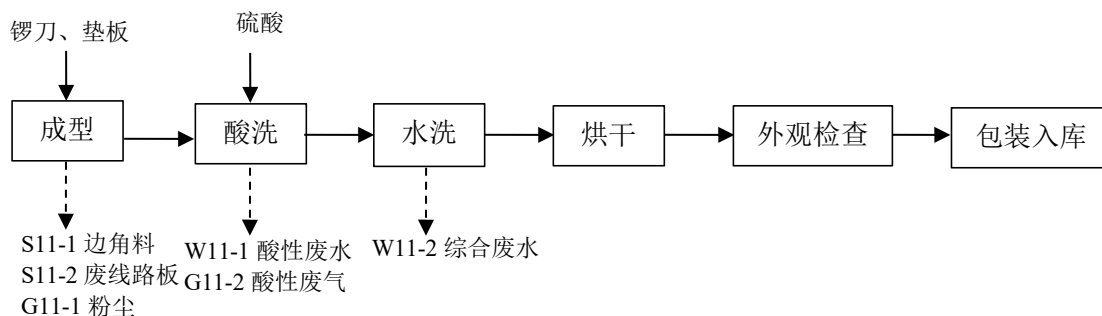 锣刀、垫板
硫酸
成型
酸洗
水洗
烘干
外观检查
包装入库
S11-1 边角料
S11-2 废线路板
G11-1 粉尘
W11-1 酸性废水
G11-2 酸性废气
W11-2 综合废水